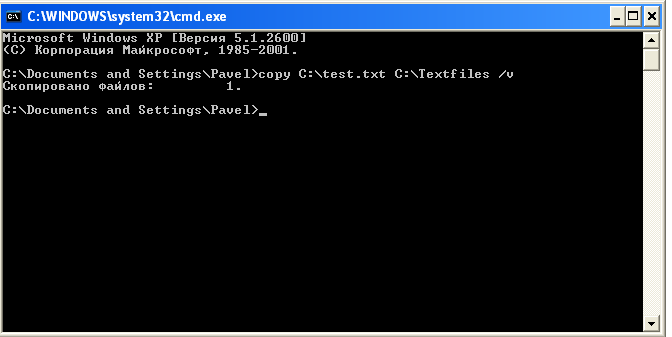 C:\WINDOWS\system32\cmd.exe
Microsoft Windows XP [Версия 5.1.2600]
(C) Корпорация Майкрософт, 1985-2001.
C:\Documents and Settings\Pavel>copy C:\test.txt C:\Textfiles /v
Скопировано файлов:         1.
C:\Documents and Settings\Pavel>_